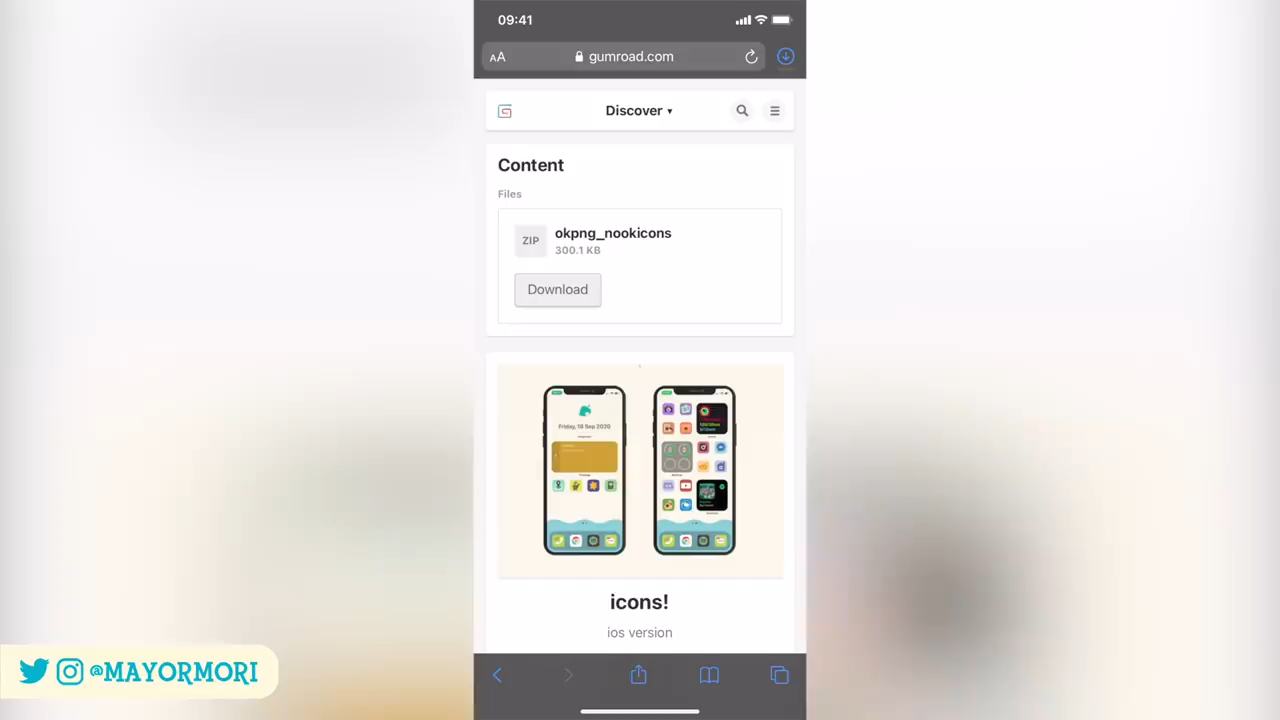 09:41
AA
gumroad.com
Discover ▾
Content
Files
ZIP
okpng_nookicons
300.1 KB
Download
Friday, 18 Sep 2020
icons!
ios version
@MAYORMORI